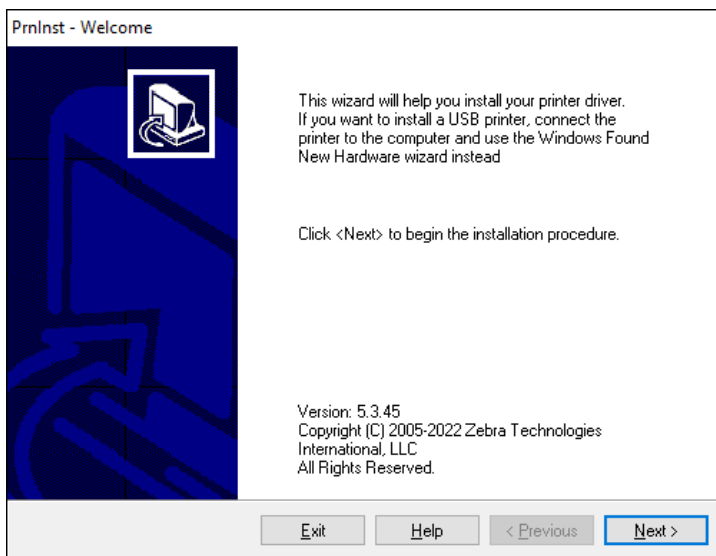 PrnInst - Welcome
This wizard will help you install your printer driver.
If you want to install a USB printer, connect the
printer to the computer and use the Windows Found
New Hardware wizard instead
Click <Next> to begin the installation procedure.
Version: 5.3.45
Copyright (C) 2005-2022 Zebra Technologies
International, LLC
All Rights Reserved.
Exit Help < Previous Next >